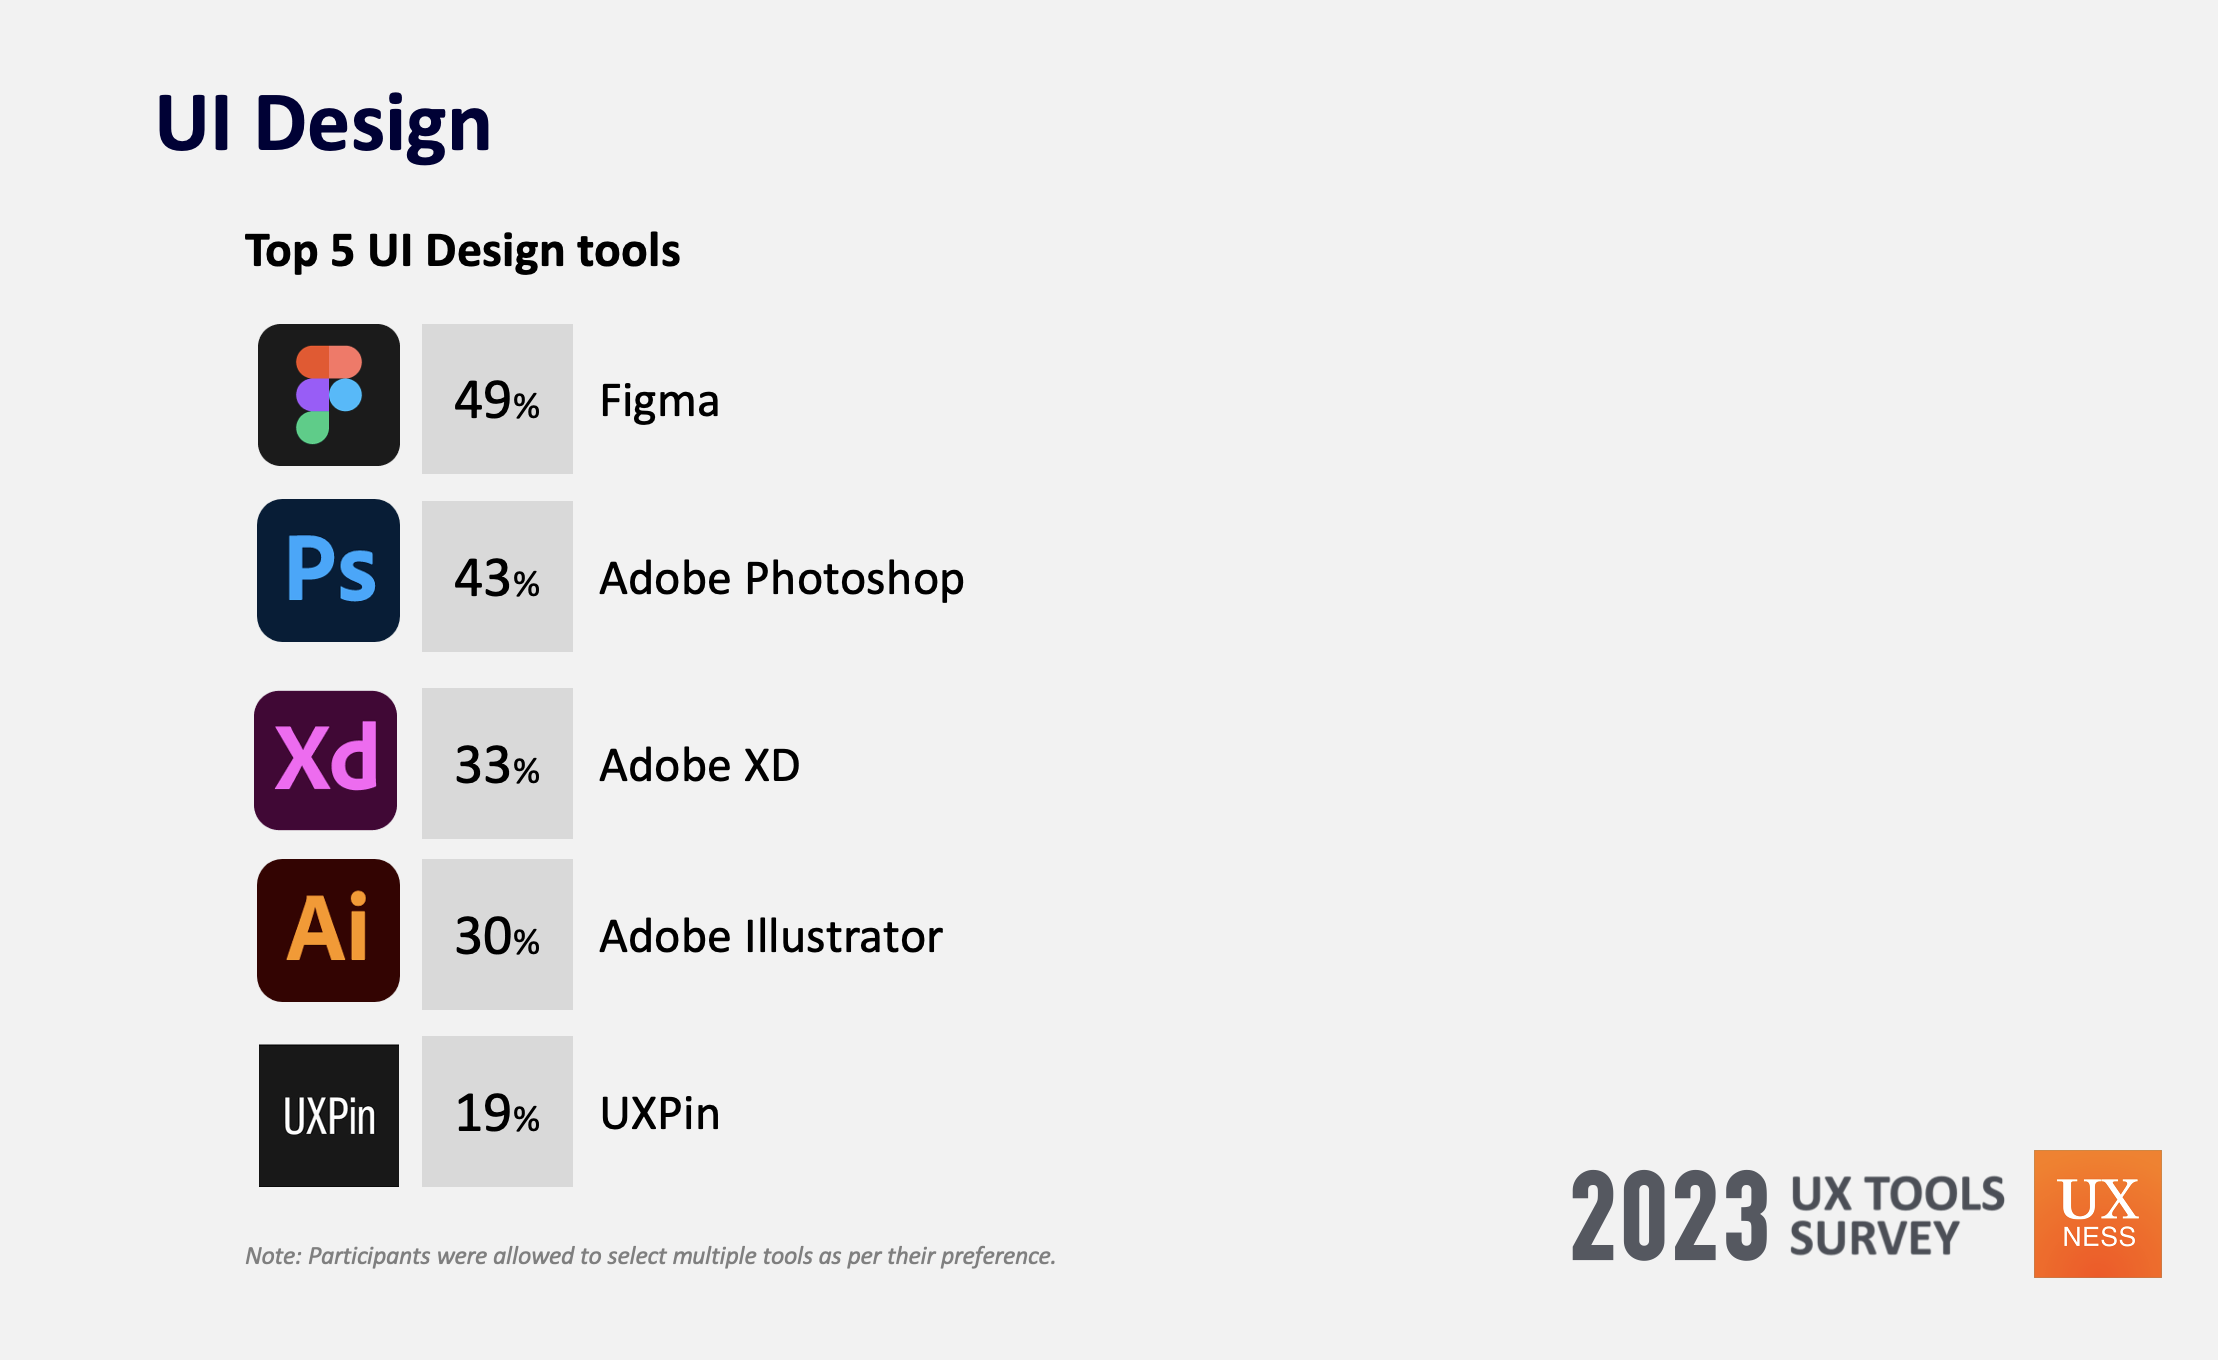 UI Design
Top 5 UI Design tools
49% Figma
Ps 43% Adobe Photoshop
Xd 33% Adobe XD
Ai 30% Adobe Illustrator
UXPin 19% UXPin
Note: Participants were allowed to select multiple tools as per their preference.
2023 UX TOOLS
SURVEY
UX
NESS